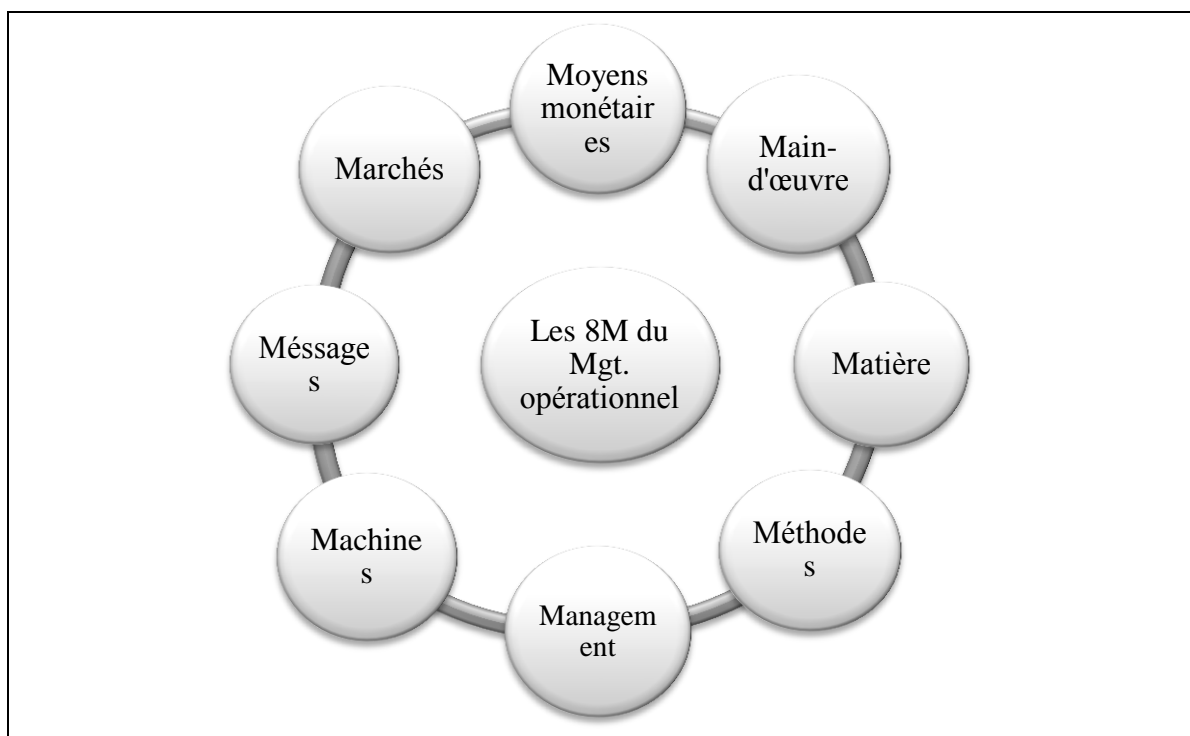 Moyens
monétair
es
Main-
d'œuvre
Matière
Méthode
s
Managem
ent
Machine
s
Méssage
s
Marchés
Les 8M du
Mgt.
opérationnel